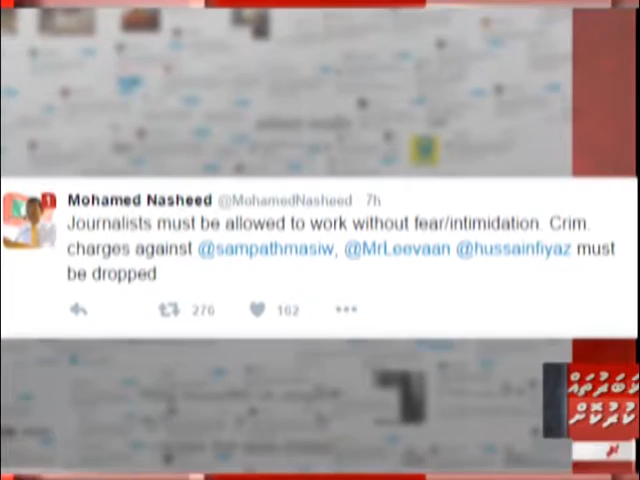 Mohamed Nasheed @MohamedNasheed 7h
Journalists must be allowed to work without fear/intimidation. Crim.
charges against @sampathmasiw, @MrLeevaan @hussainfiyaz must
be dropped
276 162
ޚަބަރުތައް
ކުރުކޮށް